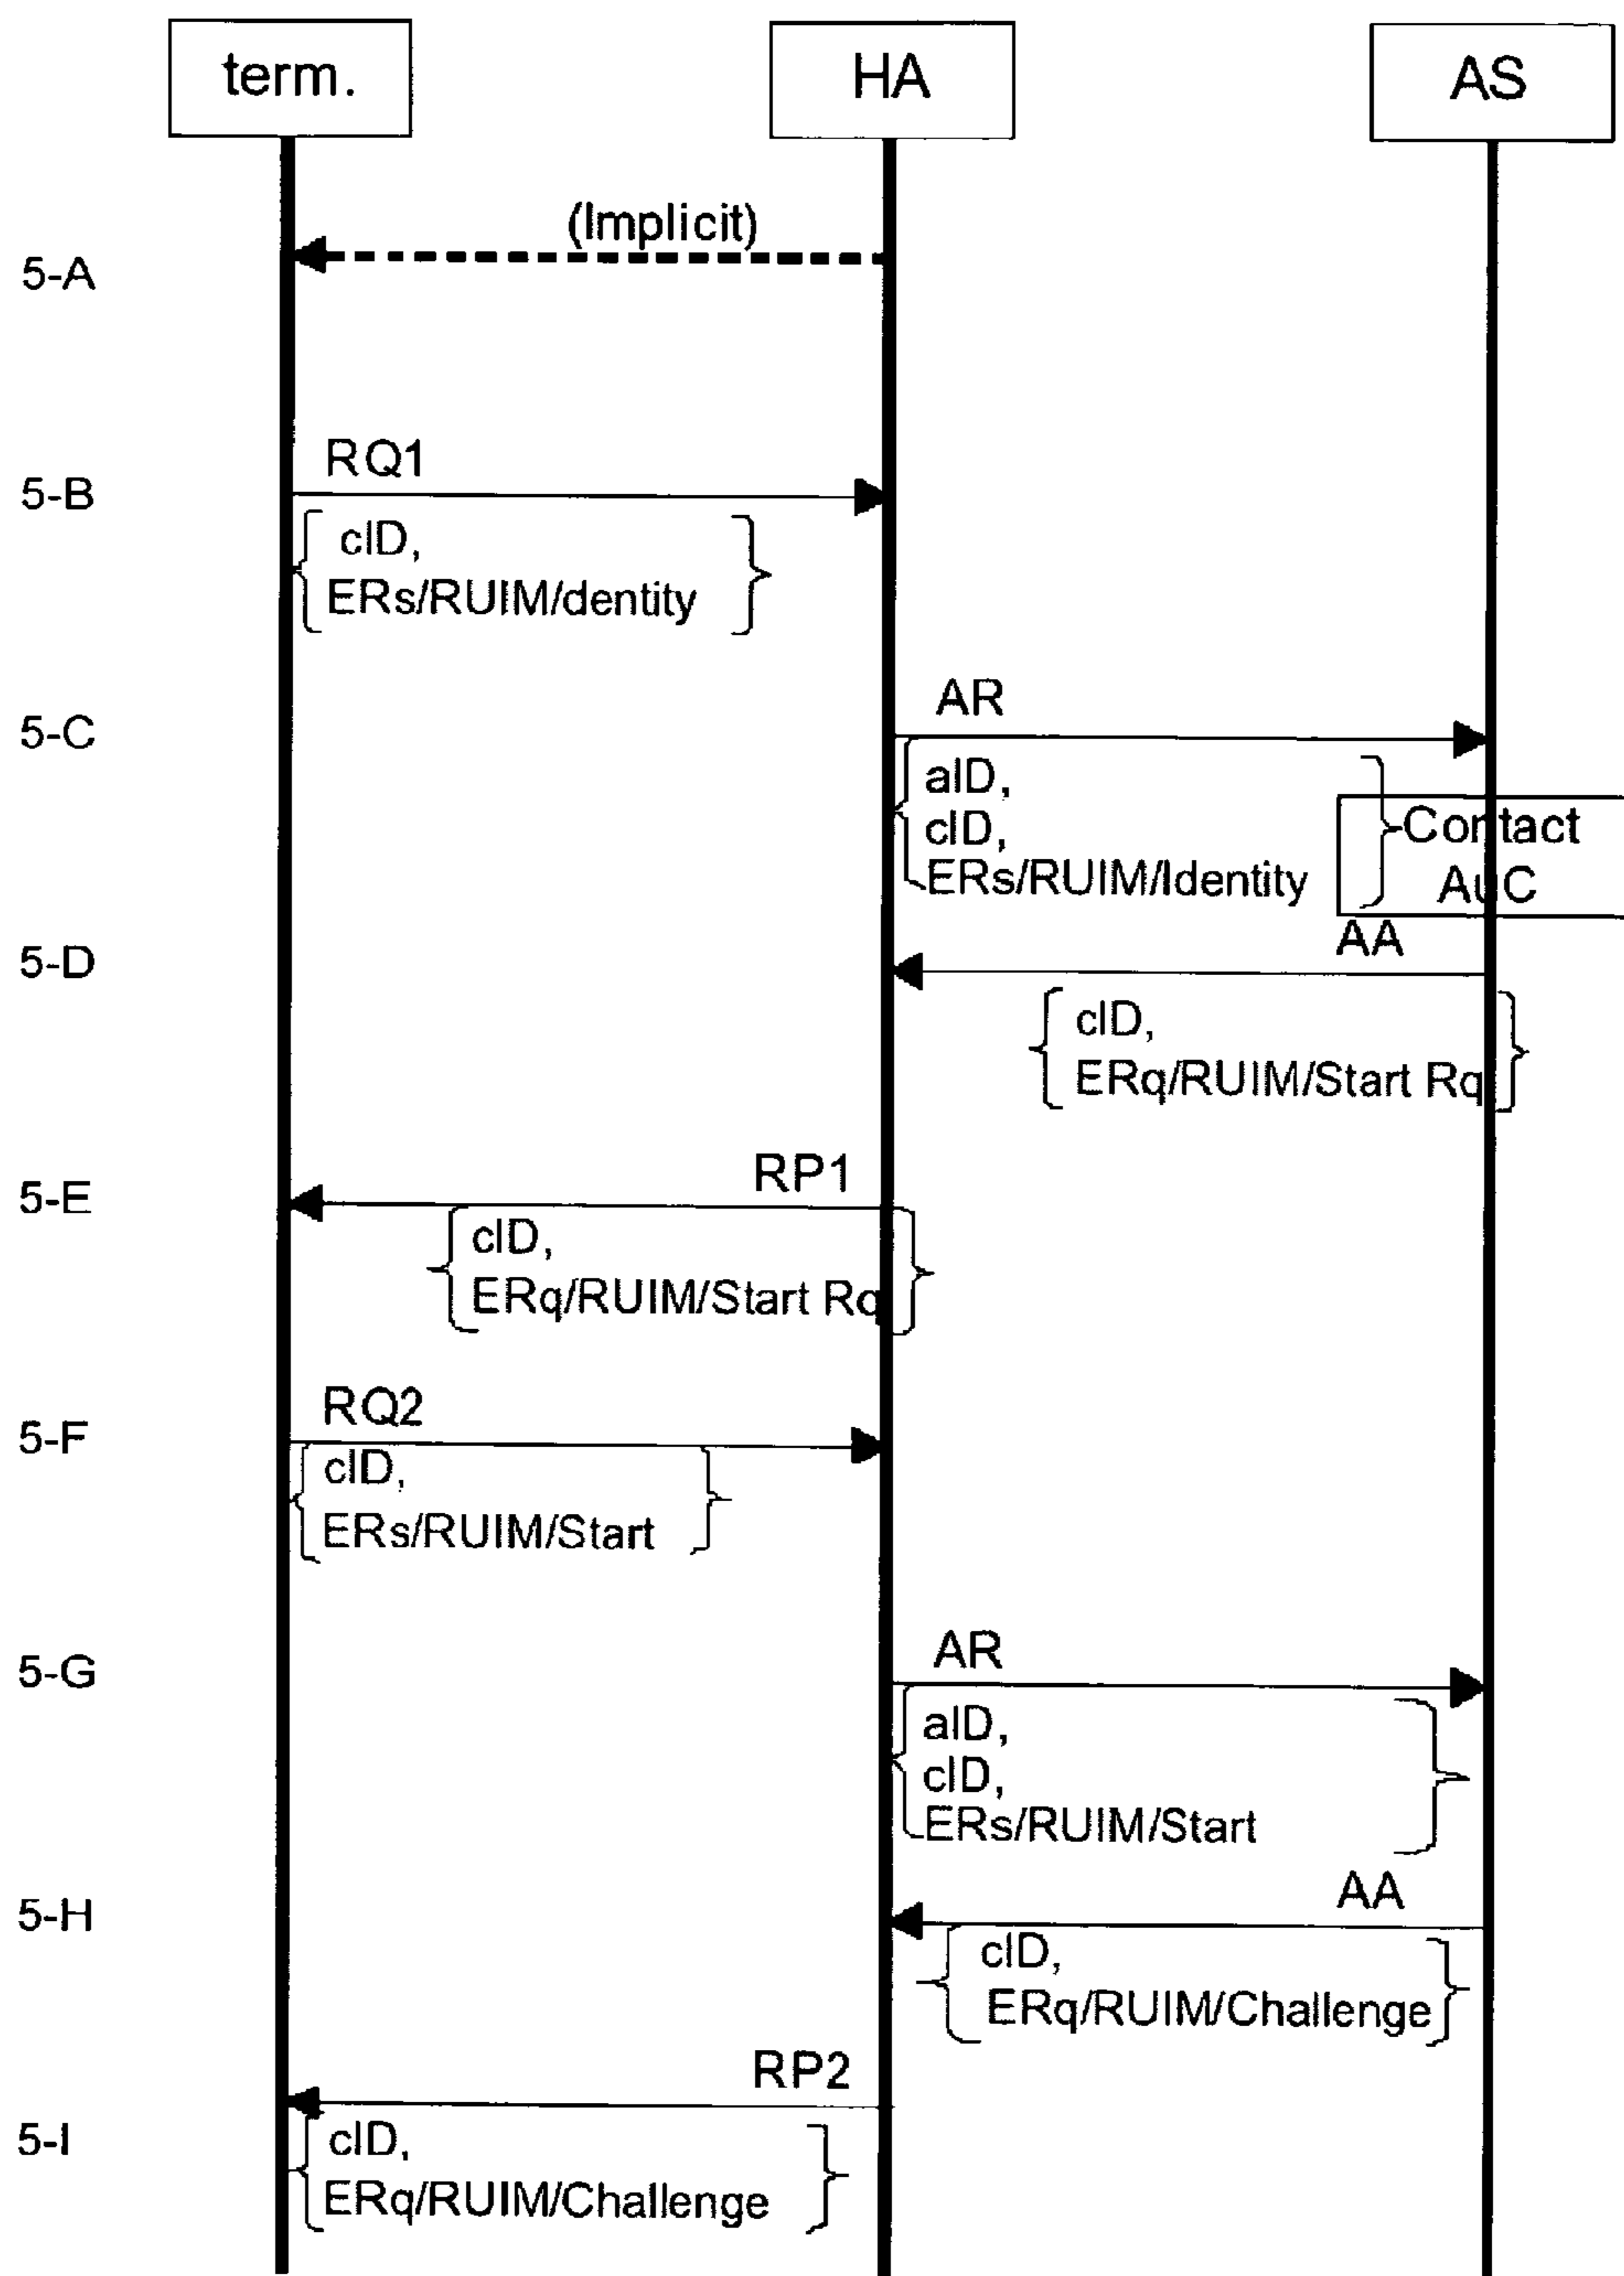 term.
HA
AS
(Implicit)
5-A
RQ1
5-B
cID,
ERs/RUIM/dentity
AR
5-C
aID,
cID,
ERs/RUIM/Identity
Contact
AuC
AA
5-D
cID,
ERq/RUIM/Start Rq
RP1
5-E
cID,
ERq/RUIM/Start Rq
RQ2
5-F
cID,
ERs/RUIM/Start
AR
5-G
aID,
cID,
ERs/RUIM/Start
AA
5-H
cID,
ERq/RUIM/Challenge
RP2
5-I
cID,
ERq/RUIM/Challenge